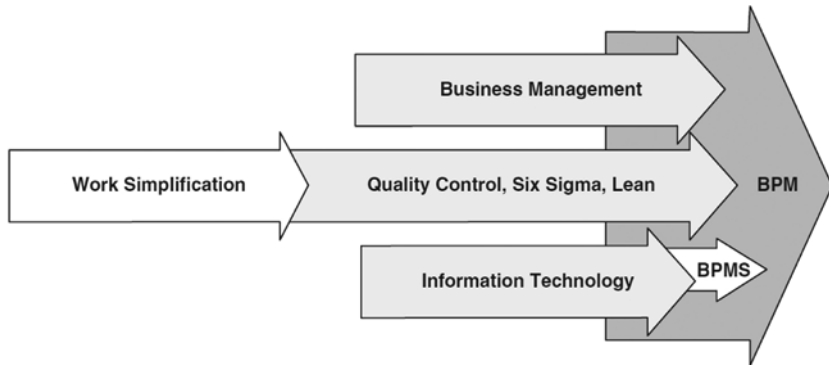 Business Management
Work Simplification
Quality Control, Six Sigma, Lean
BPM
Information Technology
BPMS